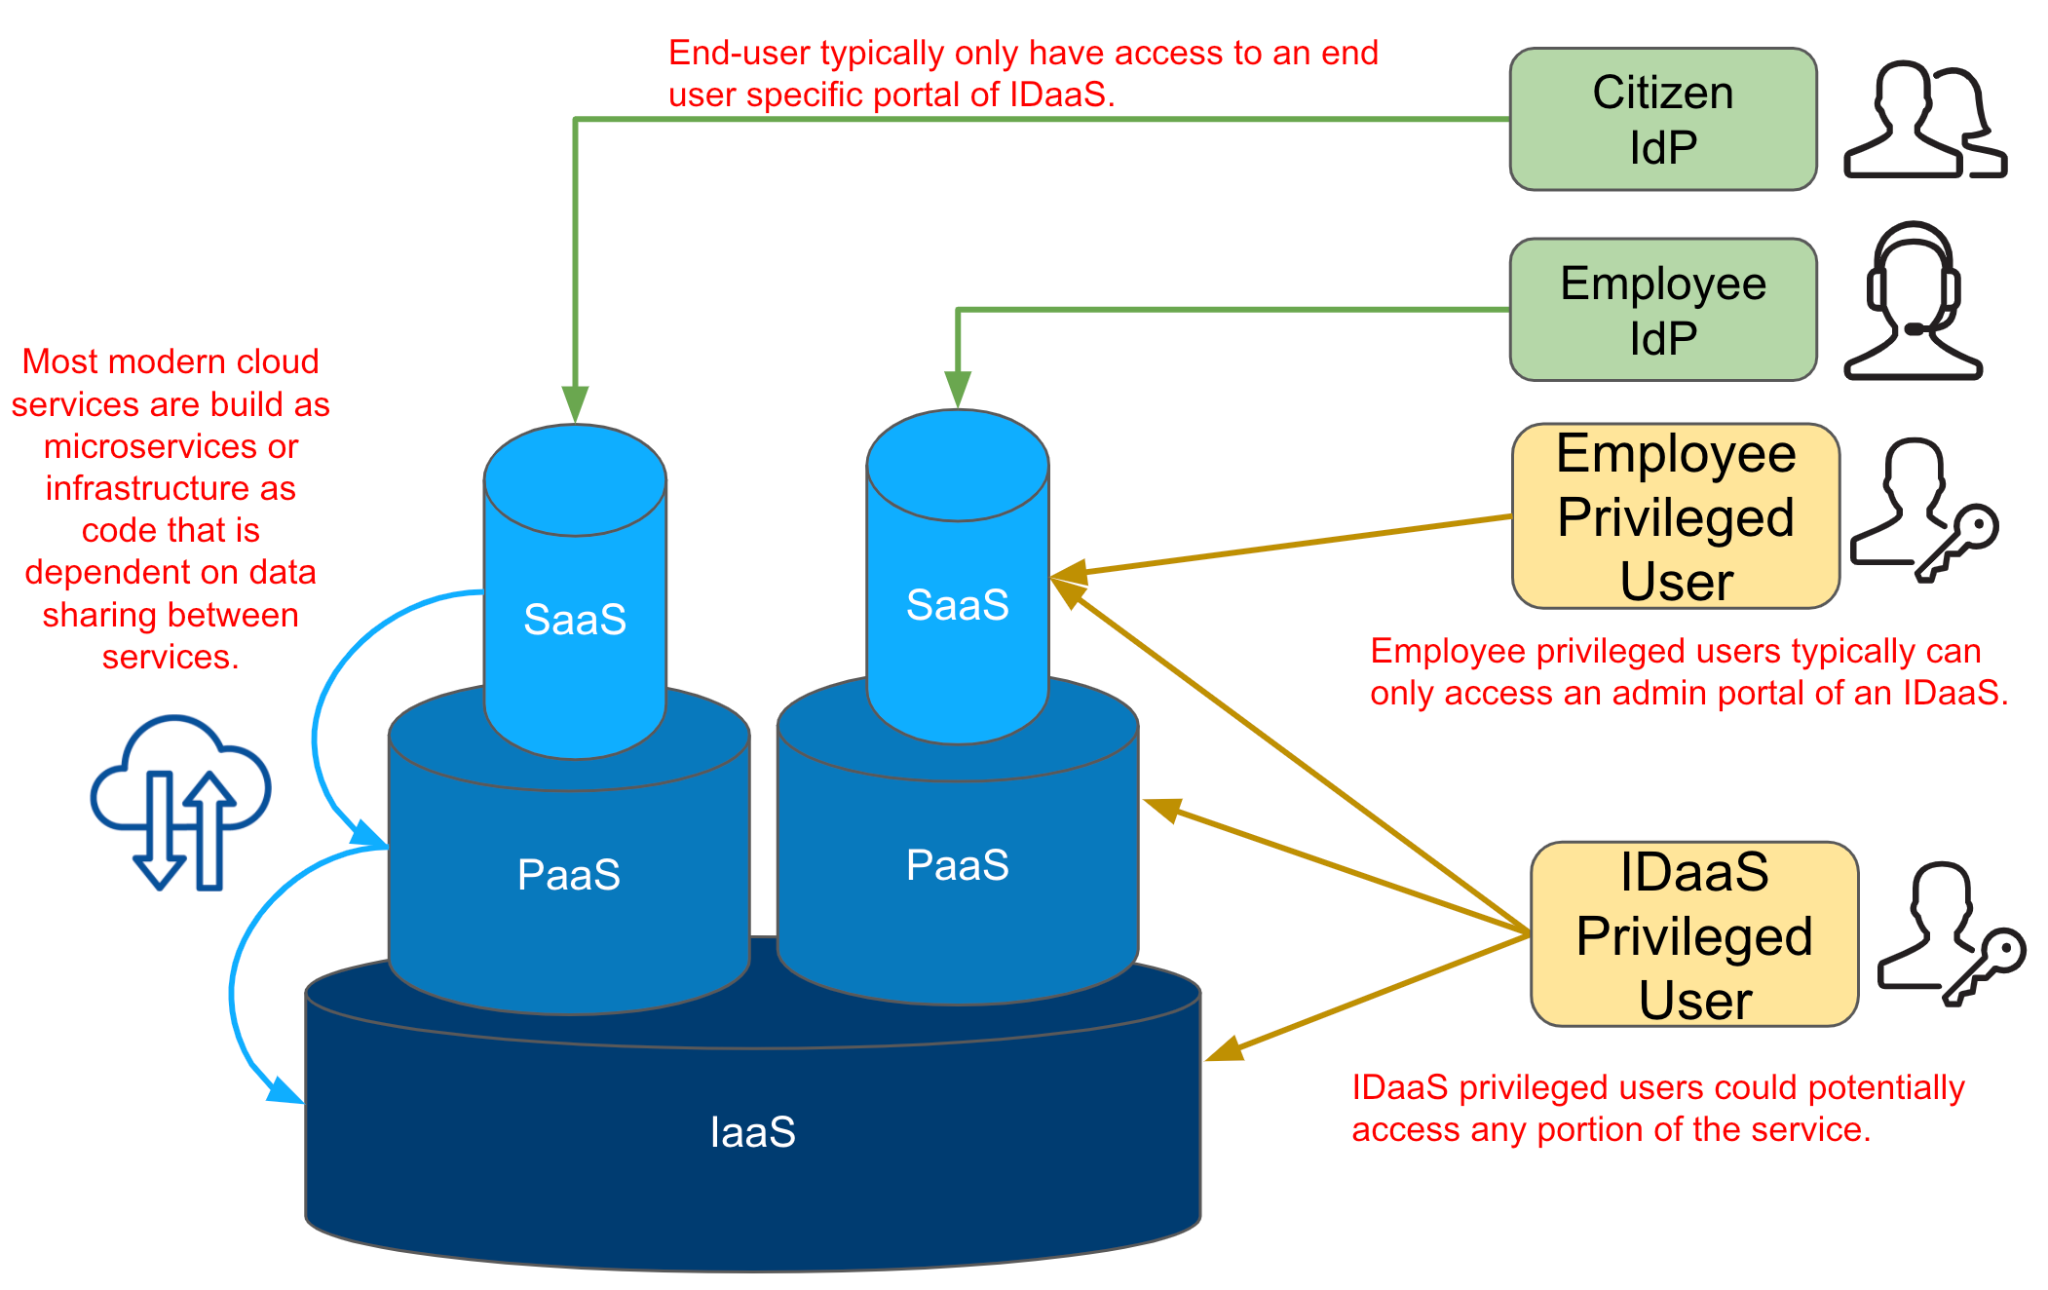 End-user typically only have access to an end
user specific portal of IDaaS.
Citizen
IdP
Employee
IdP
Most modern cloud
services are build as
microservices or
infrastructure as
code that is
dependent on data
sharing between
services.
Employee
Privileged
User
SaaS
SaaS
Employee privileged users typically can
only access an admin portal of an IDaaS.
PaaS
PaaS
IDaaS
Privileged
User
IaaS
IDaaS privileged users could potentially
access any portion of the service.